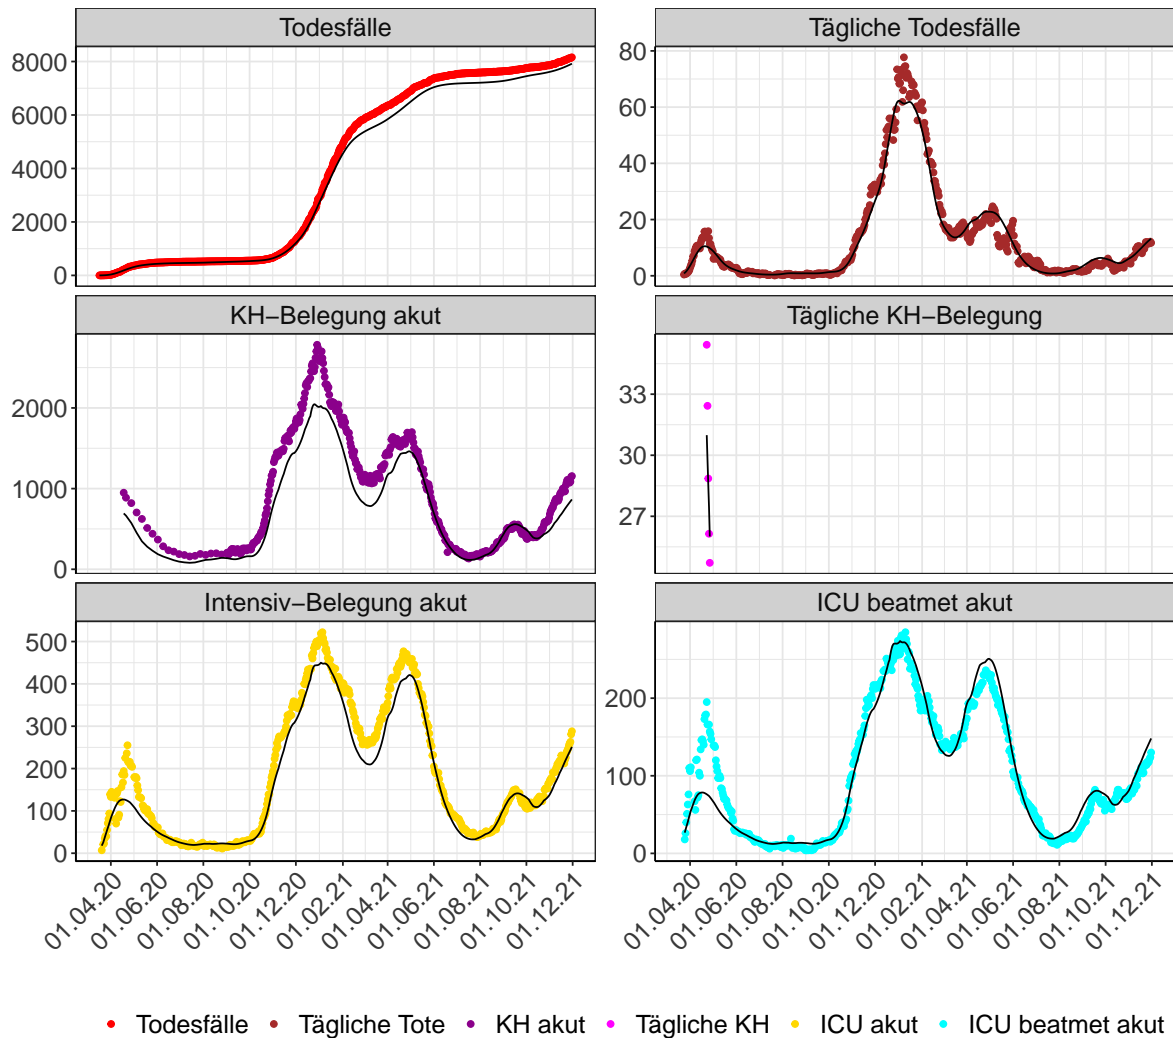 Todesfälle
Tägliche Todesfälle
8000
6000
4000
2000
0
80
60
40
20
0
KH−Belegung akut
Tägliche KH−Belegung
2000
1000
0
33
30
27
Intensiv−Belegung akut
ICU beatmet akut
500
400
300
200
100
0
200
100
0
01.04.20 01.06.20 01.08.20 01.10.20 01.12.20 01.02.21 01.04.21 01.06.21 01.08.21 01.10.21 01.12.21
01.04.20 01.06.20 01.08.20 01.10.20 01.12.20 01.02.21 01.04.21 01.06.21 01.08.21 01.10.21 01.12.21
Todesfälle Tägliche Tote KH akut Tägliche KH ICU akut ICU beatmet akut